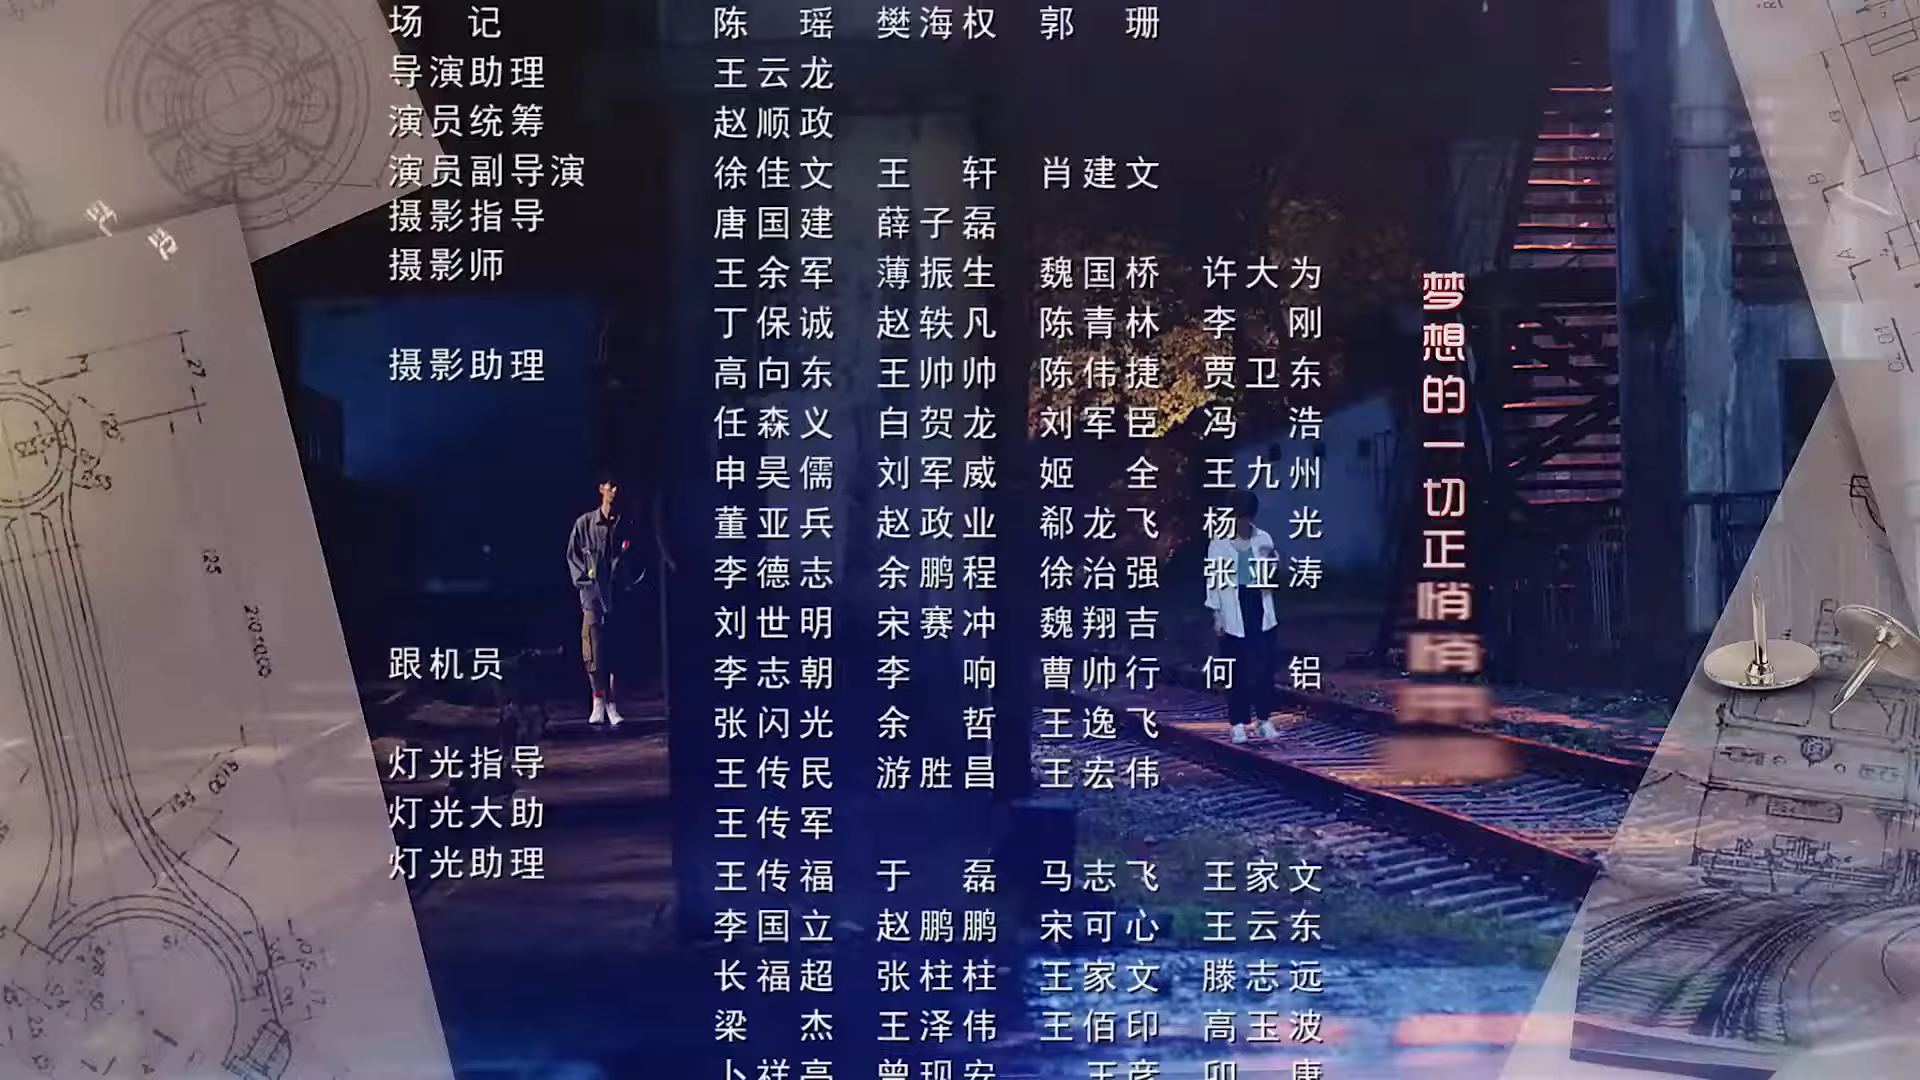 场 记 陈 瑶 樊海权 郭 珊
导演助理 王云龙
演员统筹 赵顺政
演员副导演 徐佳文 王 轩 肖建文
摄影指导 唐国建 薛子磊
摄影师 王余军 薄振生 魏国桥 许大为
丁保诚 赵轶凡 陈青林 李 刚
摄影助理 高向东 王帅帅 陈伟捷 贾卫东
任森义 白贺龙 刘军臣 冯 浩
申昊儒 刘军威 姬 全 王九州
董亚兵 赵政业 郗龙飞 杨 光
李德志 余鹏程 徐治强 张亚涛
刘世明 宋赛冲 魏翔吉
跟机员 李志朝 李 响 曹帅行 何 铝
张闪光 余 哲 王逸飞
灯光指导 王传民 游胜昌 王宏伟
灯光大助 王传军
灯光助理 王传福 于 磊 马志飞 王家文
李国立 赵鹏鹏 宋可心 王云东
长福超 张柱柱 王家文 滕志远
梁 杰 王泽伟 王佰印 高玉波
梦想的一切正悄悄